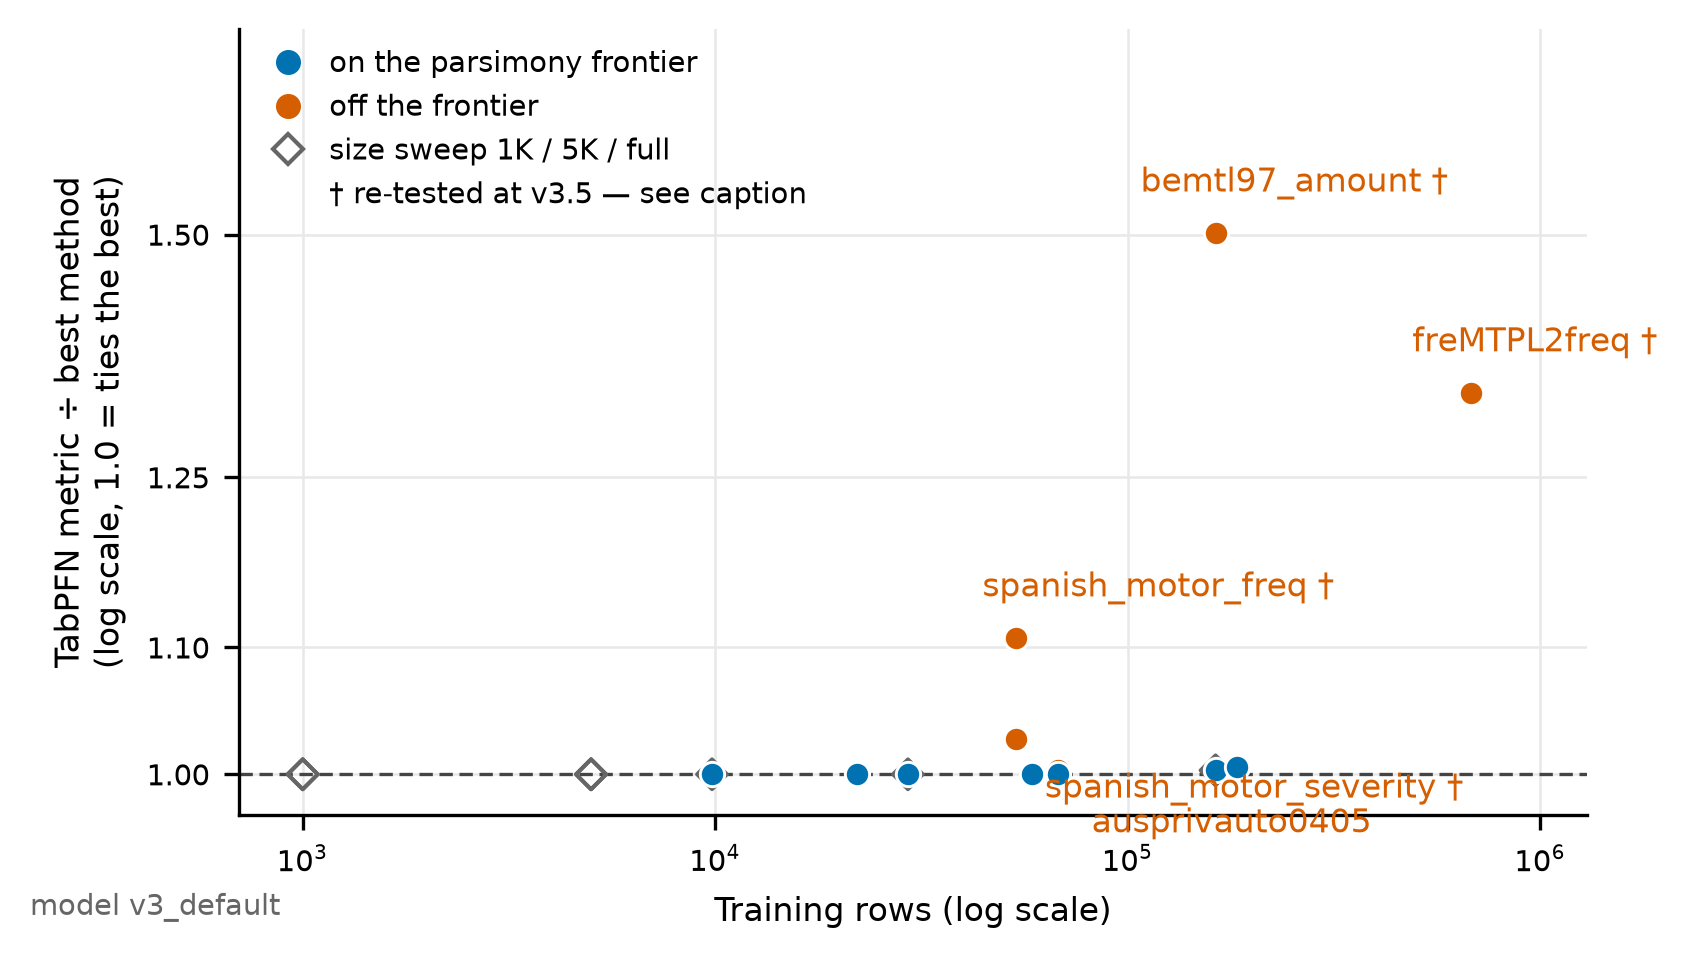 on the parsimony frontier
off the frontier
size sweep 1K / 5K / full
† re-tested at v3.5 — see caption
bemtl97_amount †
freMTPL2freq †
spanish_motor_freq †
spanish_motor_severity †
ausprivauto0405
TabPFN metric ÷ best method
(log scale, 1.0 = ties the best)
1.50
1.25
1.10
1.00
10³
10⁴
10⁵
10⁶
Training rows (log scale)
model v3_default